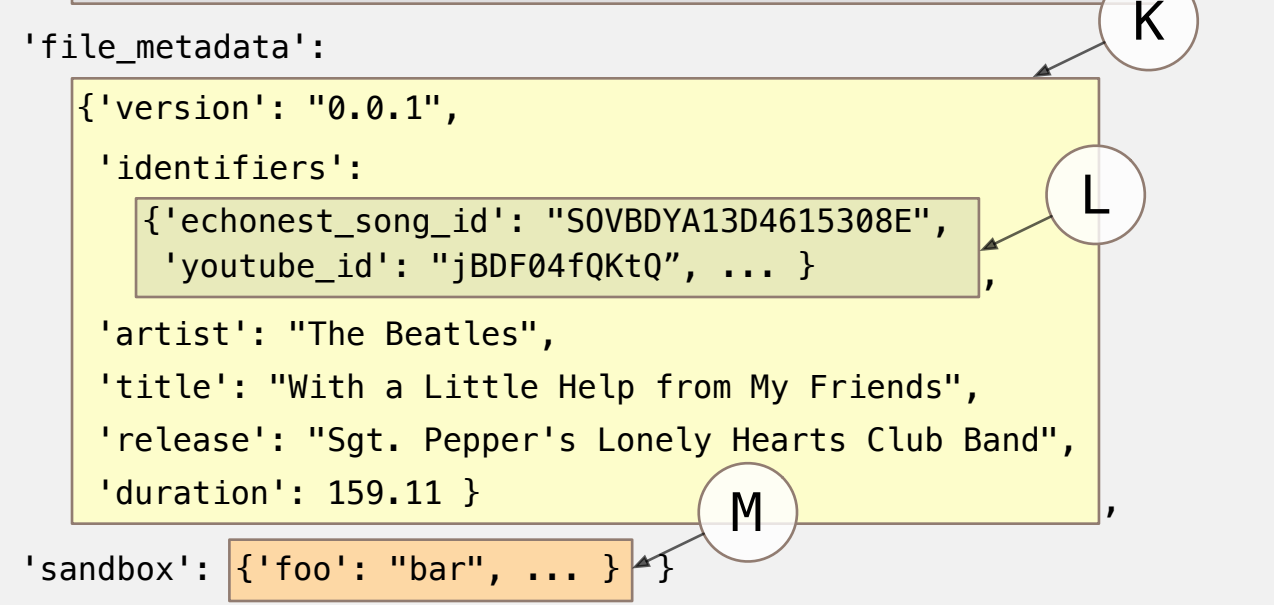 K
'file_metadata':
{'version': "0.0.1",
'identifiers':
L
{'echonest_song_id': "SOVBDYA13D4615308E",
'youtube_id': "jBDF04fQKtQ”, ... }
,
'artist': "The Beatles",
'title': "With a Little Help from My Friends",
'release': "Sgt. Pepper's Lonely Hearts Club Band",
'duration': 159.11 }
,
M
'sandbox': {'foo': "bar", ... } }